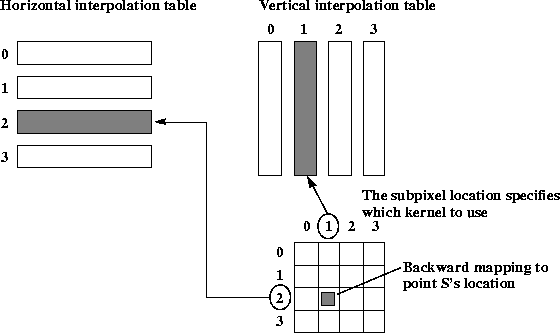 Horizontal interpolation table
Vertical interpolation table
0 1 2 3
0
1
2
3
The subpixel location specifies
which kernel to use
0 1 2 3
0
1
2
3
Backward mapping to
point S's location